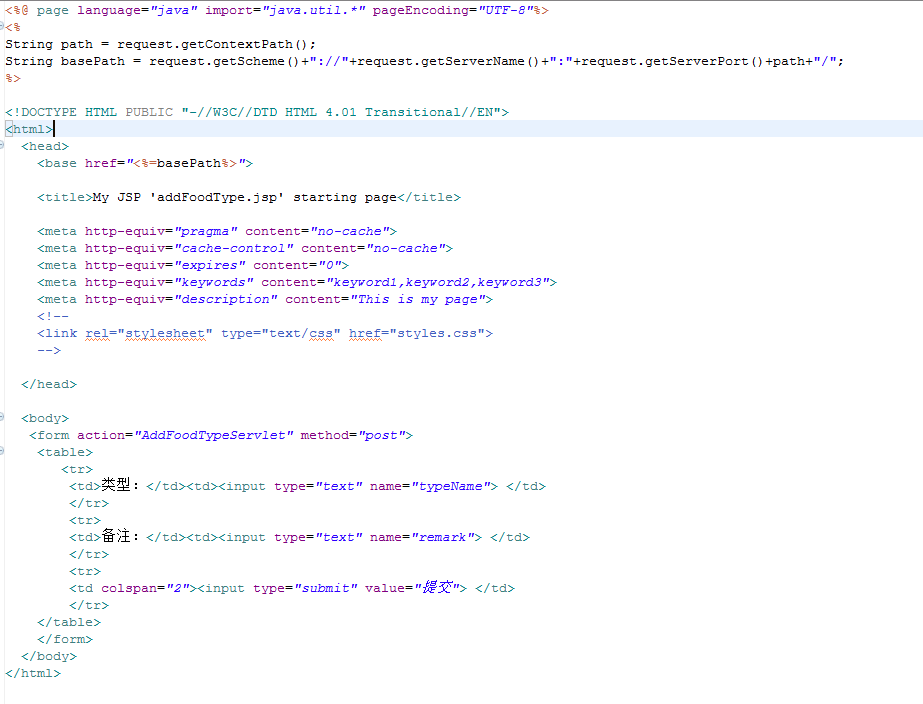 <%@ page language="java" import="java.util.*" pageEncoding="UTF-8"%>
<%
String path = request.getContextPath();
String basePath = request.getScheme()+"://"+request.getServerName()+":"+request.getServerPort()+path+"/";
%>
<!DOCTYPE HTML PUBLIC "-//W3C//DTD HTML 4.01 Transitional//EN">
<html>
<head>
<base href="<%=basePath%>">
<title>My JSP 'addFoodType.jsp' starting page</title>
<meta http-equiv="pragma" content="no-cache">
<meta http-equiv="cache-control" content="no-cache">
<meta http-equiv="expires" content="0">
<meta http-equiv="keywords" content="keyword1,keyword2,keyword3">
<meta http-equiv="description" content="This is my page">
<!--
<link rel="stylesheet" type="text/css" href="styles.css">
-->
</head>
<body>
<form action="AddFoodTypeServlet" method="post">
<table>
<tr>
<td>类型：</td><td><input type="text" name="typeName"> </td>
</tr>
<tr>
<td>备注：</td><td><input type="text" name="remark"> </td>
</tr>
<tr>
<td colspan="2"><input type="submit" value="提交"> </td>
</tr>
</table>
</form>
</body>
</html>